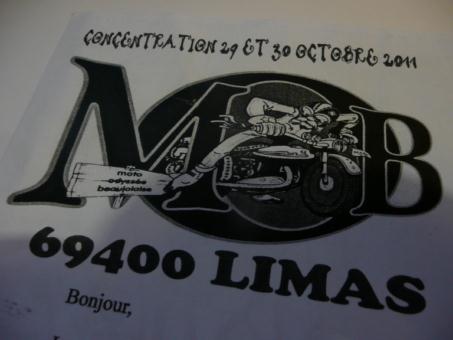 CONCENTRATION 29 ET 30 OCTOBRE 2011
MOB
moto
odyssée
beaujolaise
69400 LIMAS
Bonjour,